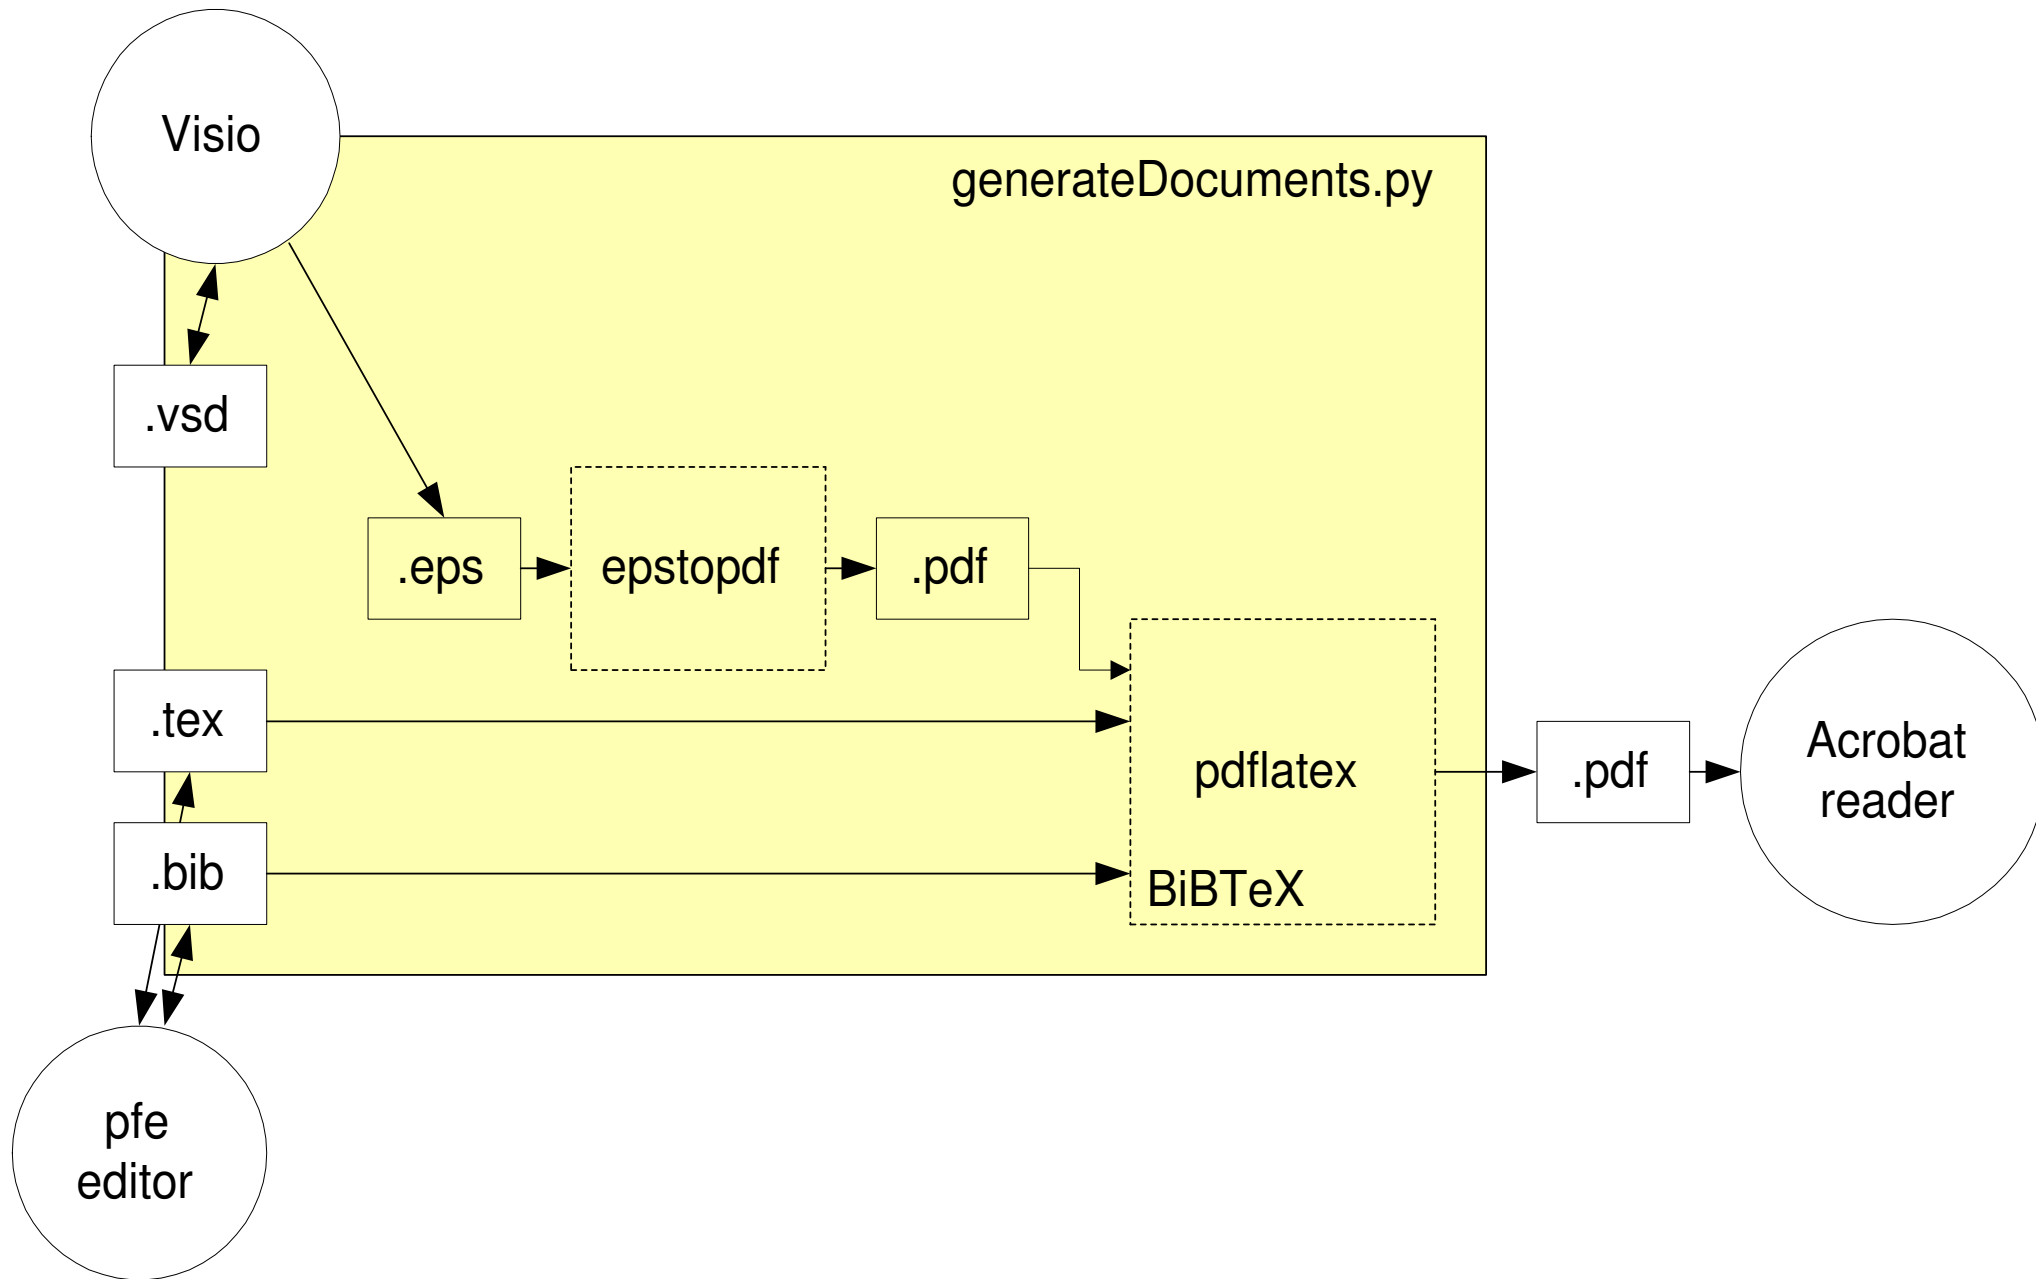 Visio
generateDocuments.py
.vsd
.eps
epstopdf
.pdf
.tex
pdflatex
.pdf
Acrobat
reader
.bib
BiBTeX
pfe
editor